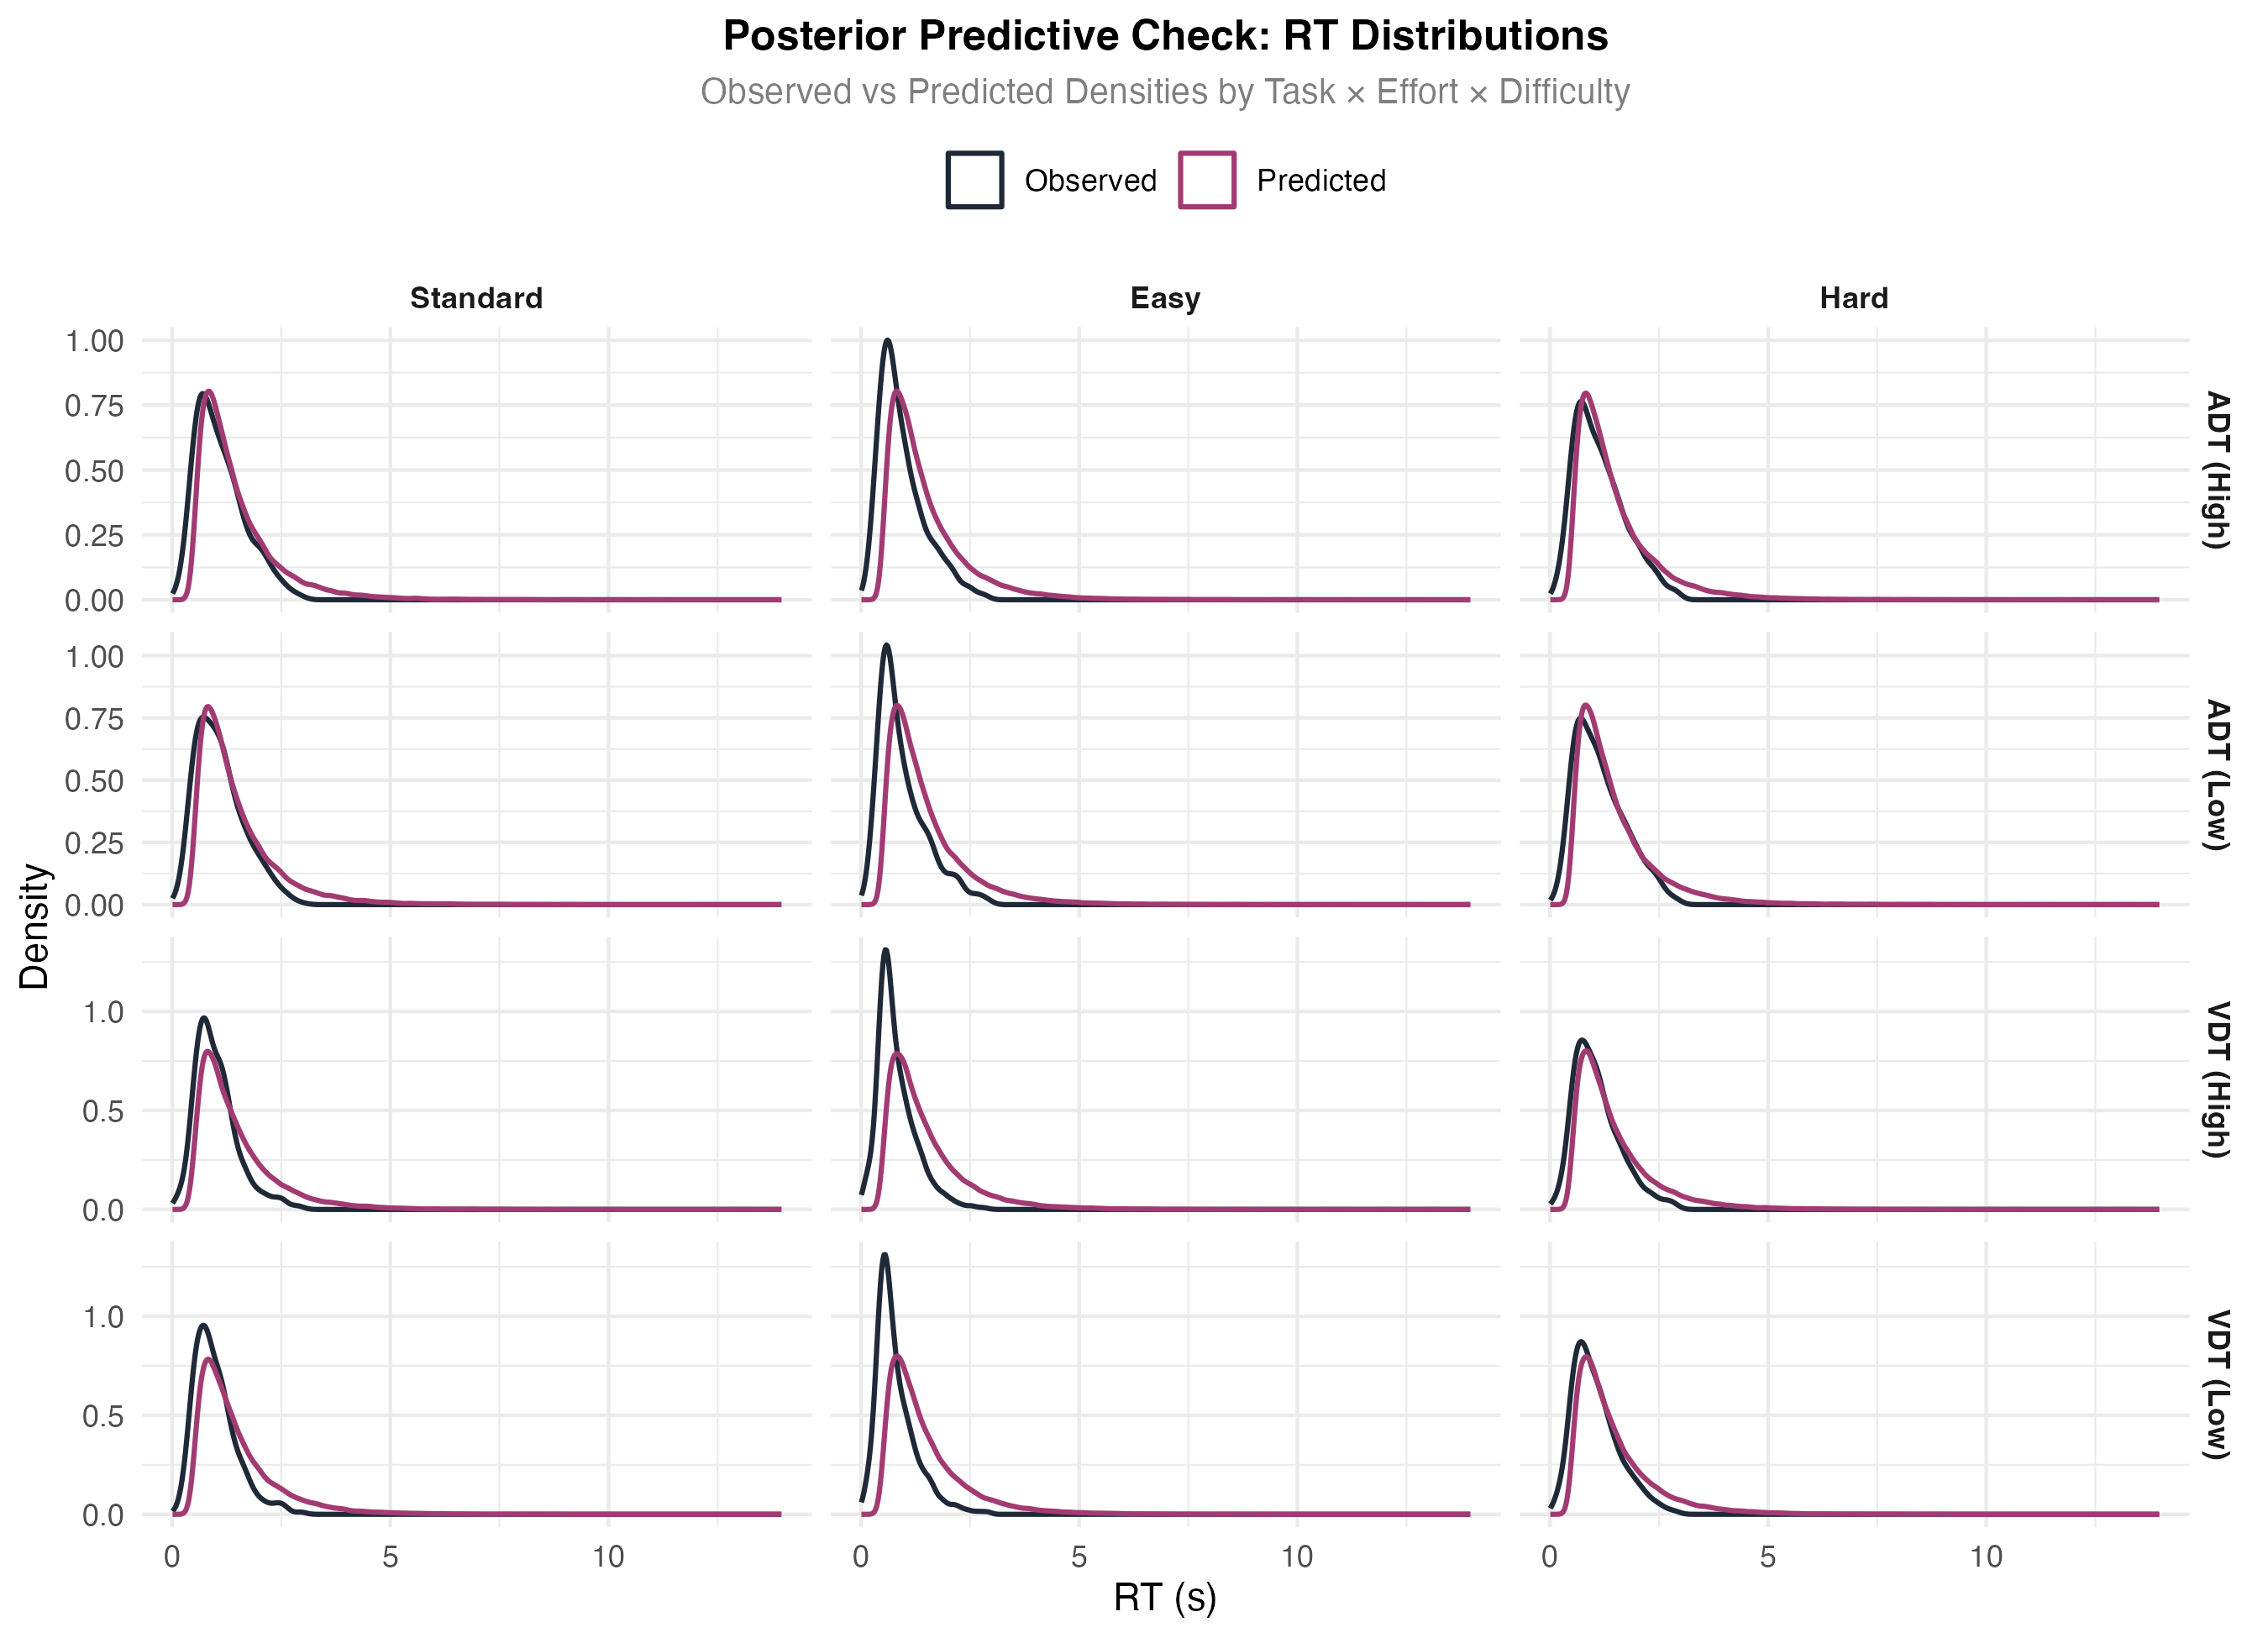 Posterior Predictive Check: RT Distributions
Observed vs Predicted Densities by Task × Effort × Difficulty
Observed Predicted
Standard Easy Hard
1.00
0.75
0.50
0.25
0.00
ADT (High)
1.00
0.75
0.50
0.25
0.00
ADT (Low)
Density
1.0
0.5
0.0
VDT (High)
1.0
0.5
0.0
VDT (Low)
0 5 10 0 5 10 0 5 10
RT (s)